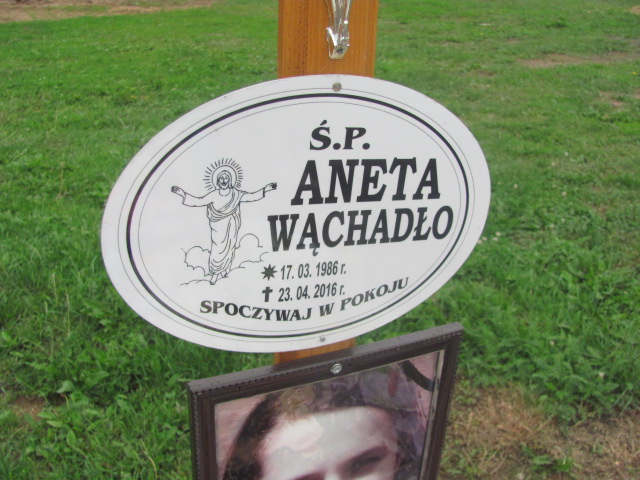 Ś.P.
ANETA
WĄCHADŁO
17. 03. 1986 r.
23. 04. 2016 r.
SPOCZYWAJ W POKOJU